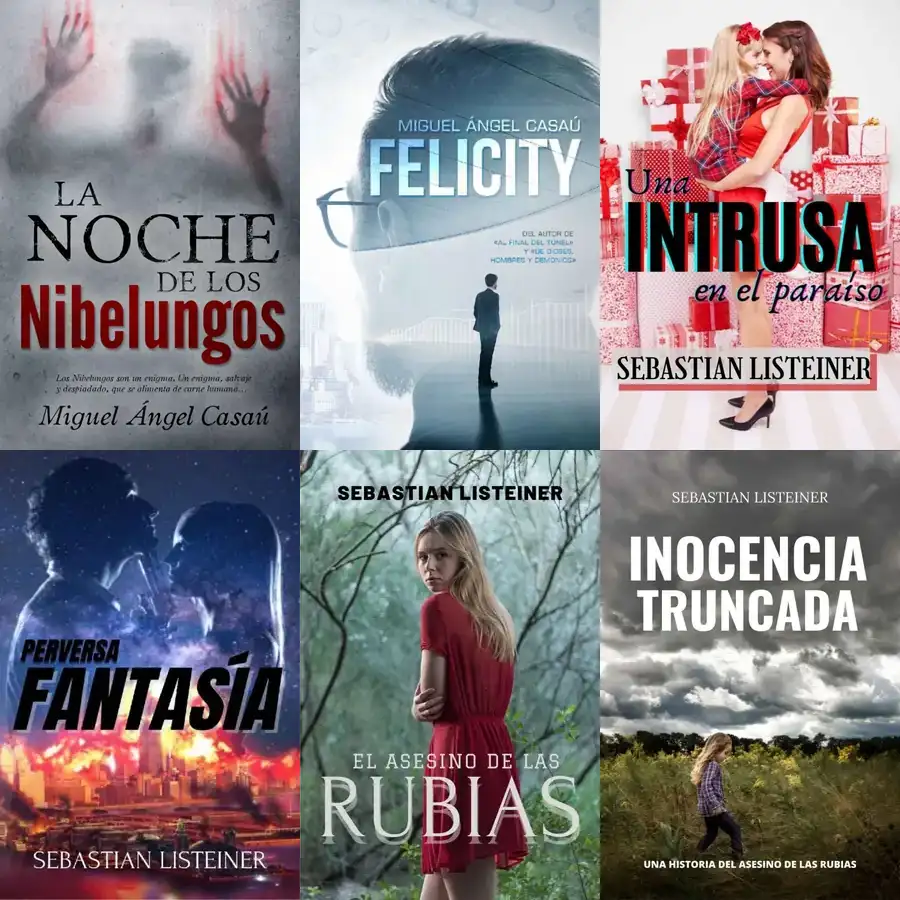 LA
NOCHE
DE LOS
Nibelungos
Los Nibelungos son un enigma. Un enigma, salvaje
y despiadado, que se alimenta de carne humana...
Miguel Ángel Casaú
MIGUEL ÁNGEL CASAÚ
FELICITY
DEL AUTOR DE
«AL FINAL DEL TÚNEL»
Y «DE DIOSES,
HOMBRES Y DEMONIOS»
Una
INTRUSA
en el paraíso
SEBASTIAN LISTEINER
PERVERSA
FANTASÍA
SEBASTIAN LISTEINER
SEBASTIAN LISTEINER
EL ASESINO DE LAS
RUBIAS
SEBASTIAN LISTEINER
INOCENCIA
TRUNCADA
UNA HISTORIA DEL ASESINO DE LAS RUBIAS